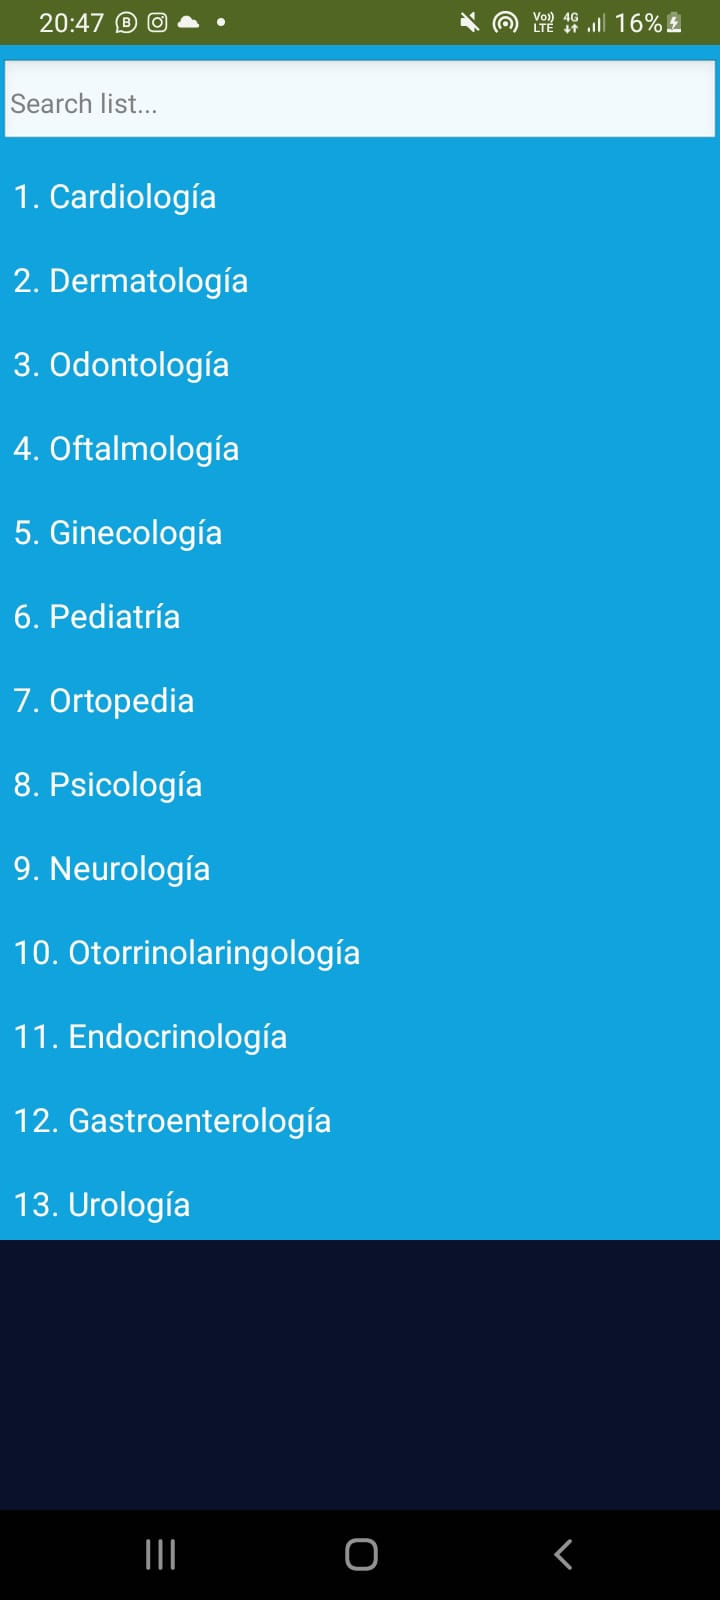 20:47
Vo)) LTE 4G 16%
Search list...
1. Cardiología
2. Dermatología
3. Odontología
4. Oftalmología
5. Ginecología
6. Pediatría
7. Ortopedia
8. Psicología
9. Neurología
10. Otorrinolaringología
11. Endocrinología
12. Gastroenterología
13. Urología